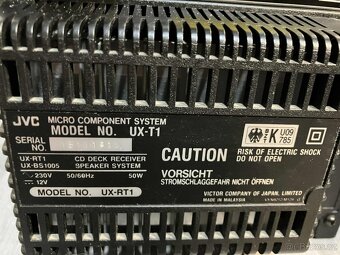 JVC MICRO COMPONENT SYSTEM
MODEL NO. UX-T1
SERIAL NO.
UX-RT1 CD DECK RECEIVER
UX-BS1005 SPEAKER SYSTEM
~ 230V 50/60Hz 50W
⎓ 12V
MODEL NO. UX-RT1
K U09 785
CAUTION RISK OF ELECTRIC SHOCK DO NOT OPEN
VORSICHT
STROMSCHLAGGEFAHR NICHT ÖFFNEN
VICTOR COMPANY OF JAPAN, LIMITED
MADE IN MALAYSIA